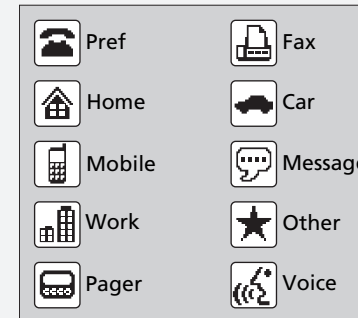 Pref
Fax
Home
Car
Mobile
Messag
Work
Other
Pager
Voice